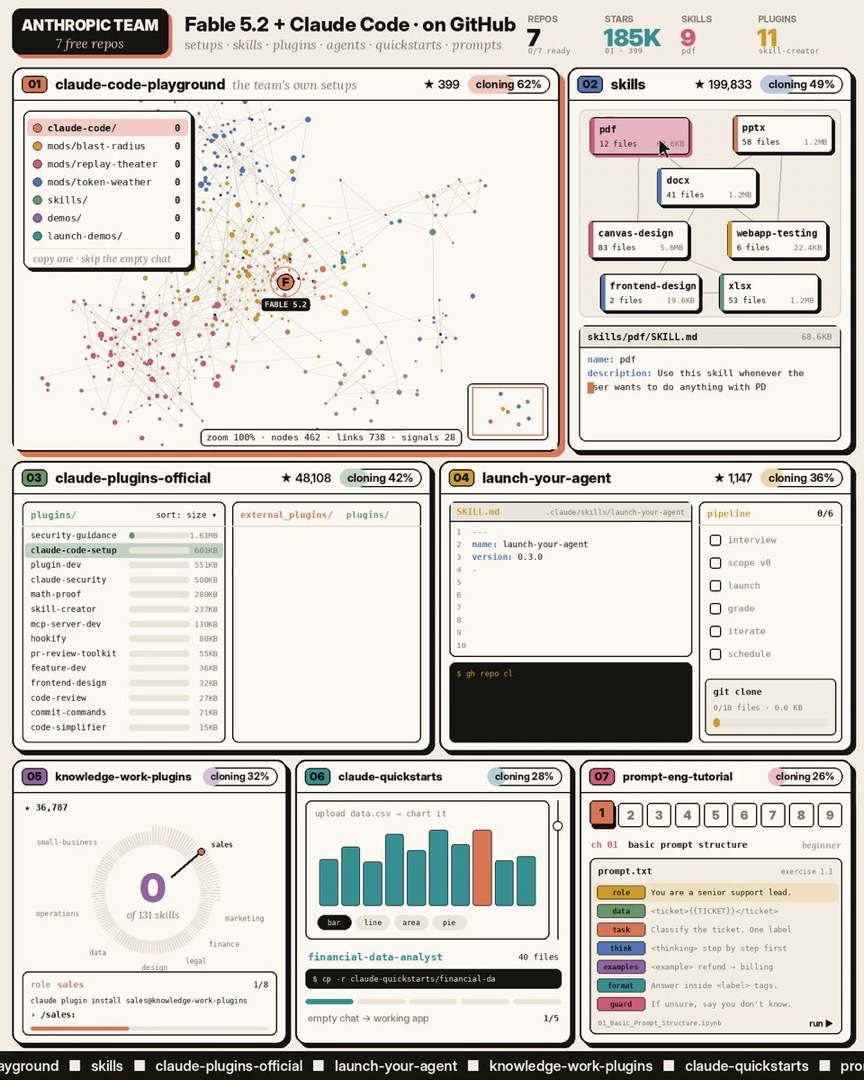 ANTHROPIC TEAM
7 free repos
Fable 5.2 + Claude Code · on GitHub
setups · skills · plugins · agents · quickstarts · prompts
REPOS
7
0/7 ready
STARS
185K
01 · 399
SKILLS
9
pdf
PLUGINS
11
skill-creator
01 claude-code-playground the team's own setups ★ 399 cloning 62%
claude-code/ 0
mods/blast-radius 0
mods/replay-theater 0
mods/token-weather 0
skills/ 0
demos/ 0
launch-demos/ 0
copy one · skip the empty chat
F
FABLE 5.2
zoom 100% · nodes 462 · links 738 · signals 28
02 skills ★ 199,833 cloning 49%
pdf
12 files
pptx
58 files 1.2MB
docx
41 files 1.2MB
canvas-design
83 files 5.6MB
webapp-testing
6 files 22.4KB
frontend-design
2 files 19.6KB
xlsx
53 files 1.2MB
skills/pdf/SKILL.md 68.6KB
name: pdf
description: Use this skill whenever the
ser wants to do anything with PD
03 claude-plugins-official ★ 48,108 cloning 42%
plugins/ sort: size ▾
security-guidance 1.63MB
claude-code-setup 601KB
plugin-dev 551KB
claude-security 500KB
math-proof 280KB
skill-creator 237KB
mcp-server-dev 130KB
hookify 80KB
pr-review-toolkit 55KB
feature-dev 36KB
frontend-design 32KB
code-review 27KB
commit-commands 21KB
code-simplifier 15KB
external_plugins/ plugins/
04 launch-your-agent ★ 1,147 cloning 36%
SKILL.md .claude/skills/launch-your-agent
1 ---
2 name: launch-your-agent
3 version: 0.3.0
4 -
5
6
7
8
9
10
$ gh repo cl
pipeline 0/6
interview
scope v0
launch
grade
iterate
schedule
git clone
0/18 files · 0.0 KB
05 knowledge-work-plugins cloning 32%
★ 36,787
small-business
sales
operations
marketing
finance
data
legal
design
0
of 131 skills
role sales 1/8
claude plugin install sales@knowledge-work-plugins
› /sales:
06 claude-quickstarts cloning 28%
upload data.csv → chart it
bar line area pie
financial-data-analyst 40 files
$ cp -r claude-quickstarts/financial-da
empty chat → working app 1/5
07 prompt-eng-tutorial cloning 26%
1 2 3 4 5 6 7 8 9
ch 01 basic prompt structure beginner
prompt.txt exercise 1.1
role You are a senior support lead.
data <ticket>{{TICKET}}</ticket>
task Classify the ticket. One label
think <thinking> step by step first
examples <example> refund → billing
format Answer inside <label> tags.
guard If unsure, say you don't know.
01_Basic_Prompt_Structure.ipynb run ▶
ayground ■ skills ■ claude-plugins-official ■ launch-your-agent ■ knowledge-work-plugins ■ claude-quickstarts ■ pro